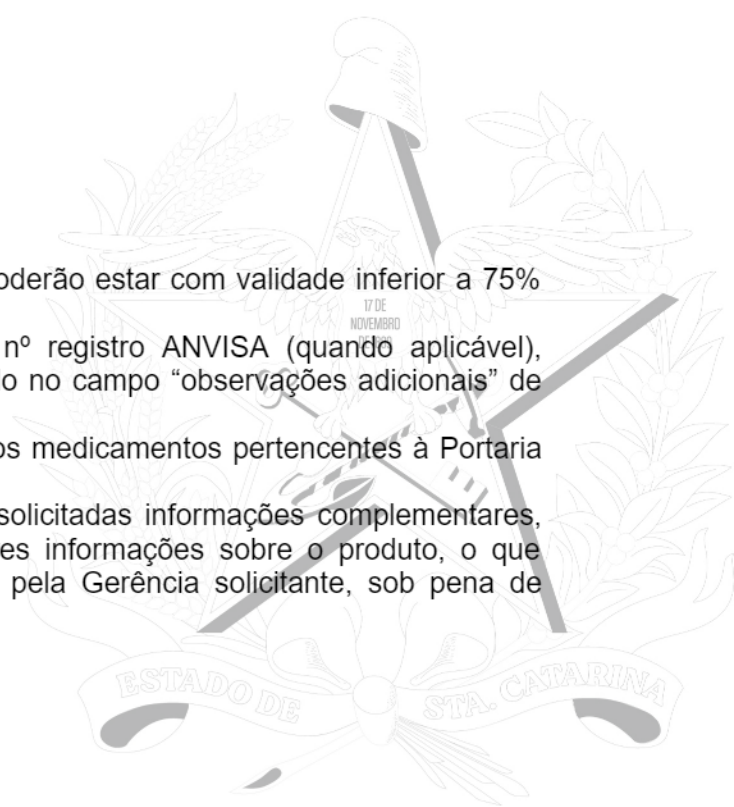 oderão estar com validade inferior a 75%
17 DE
NOVEMBRO
nº registro ANVISA (quando aplicável),
o no campo “observações adicionais” de
os medicamentos pertencentes à Portaria
solicitadas informações complementares,
es informações sobre o produto, o que
pela Gerência solicitante, sob pena de
ESTADO DE STA. CATARINA